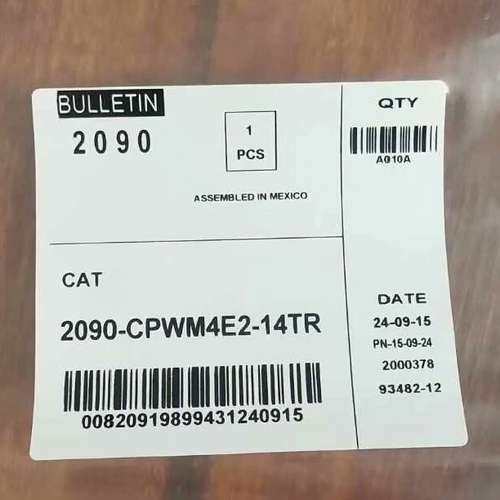 BULLETIN
2090
1
PCS
ASSEMBLED IN MEXICO
QTY
A010A
CAT
2090-CPWM4E2-14TR
00820919899431240915
DATE
24-09-15
PN-15-09-24
2000378
93482-12